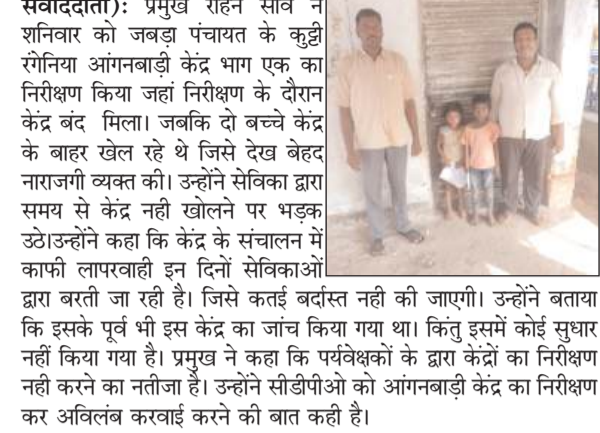 संवाददाता): प्रमुख रोहन साव ने
शनिवार को जबड़ा पंचायत के कुट्टी
रंगेनिया आंगनबाड़ी केंद्र भाग एक का
निरीक्षण किया जहां निरीक्षण के दौरान
केंद्र बंद मिला। जबकि दो बच्चे केंद्र
के बाहर खेल रहे थे जिसे देख बेहद
नाराजगी व्यक्त की। उन्होंने सेविका द्वारा
समय से केंद्र नही खोलने पर भड़क
उठे।उन्होंने कहा कि केंद्र के संचालन में
काफी लापरवाही इन दिनों सेविकाओं
द्वारा बरती जा रही है। जिसे कतई बर्दास्त नही की जाएगी। उन्होंने बताया
कि इसके पूर्व भी इस केंद्र का जांच किया गया था। किंतु इसमें कोई सुधार
नहीं किया गया है। प्रमुख ने कहा कि पर्यवेक्षकों के द्वारा केंद्रों का निरीक्षण
नही करने का नतीजा है। उन्होंने सीडीपीओ को आंगनबाड़ी केंद्र का निरीक्षण
कर अविलंब करवाई करने की बात कही है।